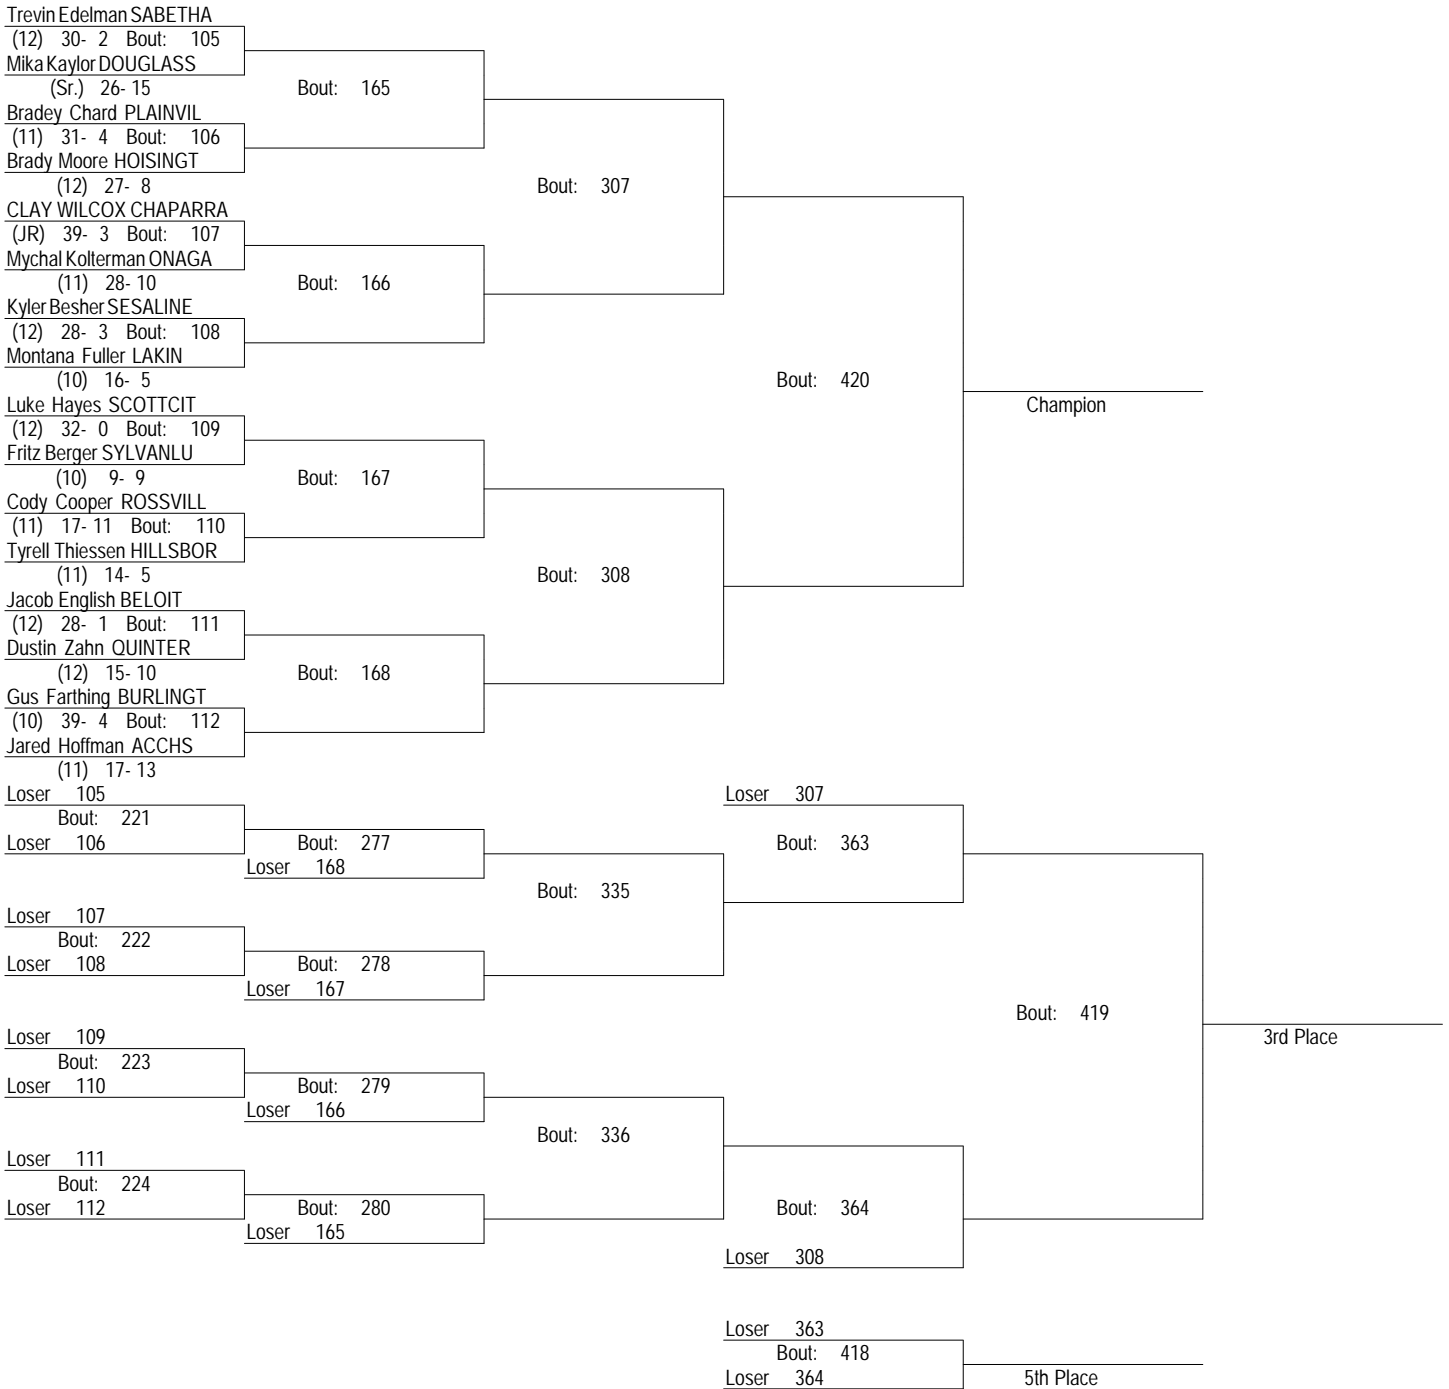 Trevin Edelman SABETHA
(12) 30- 2 Bout: 105
Mika Kaylor DOUGLASS
(Sr.) 26- 15
Bout: 165
Bradey Chard PLAINVIL
(11) 31- 4 Bout: 106
Brady Moore HOISINGT
(12) 27- 8
Bout: 307
CLAY WILCOX CHAPARRA
(JR) 39- 3 Bout: 107
Mychal Kolterman ONAGA
(11) 28- 10
Bout: 166
Kyler Besher SESALINE
(12) 28- 3 Bout: 108
Montana Fuller LAKIN
(10) 16- 5
Bout: 420
Luke Hayes SCOTTCIT
Champion
(12) 32- 0 Bout: 109
Fritz Berger SYLVANLU
(10) 9- 9
Bout: 167
Cody Cooper ROSSVILL
(11) 17- 11 Bout: 110
Tyrell Thiessen HILLSBOR
(11) 14- 5
Bout: 308
Jacob English BELOIT
(12) 28- 1 Bout: 111
Dustin Zahn QUINTER
(12) 15- 10
Bout: 168
Gus Farthing BURLINGT
(10) 39- 4 Bout: 112
Jared Hoffman ACCHS
(11) 17- 13
Loser 105
Loser 307
Bout: 221
Loser 106
Bout: 277
Bout: 363
Loser 168
Bout: 335
Loser 107
Bout: 222
Loser 108
Bout: 278
Loser 167
Bout: 419
Loser 109
3rd Place
Bout: 223
Loser 110
Bout: 279
Loser 166
Bout: 336
Loser 111
Bout: 224
Loser 112
Bout: 280
Bout: 364
Loser 165
Loser 308
Loser 363
Bout: 418
Loser 364
5th Place